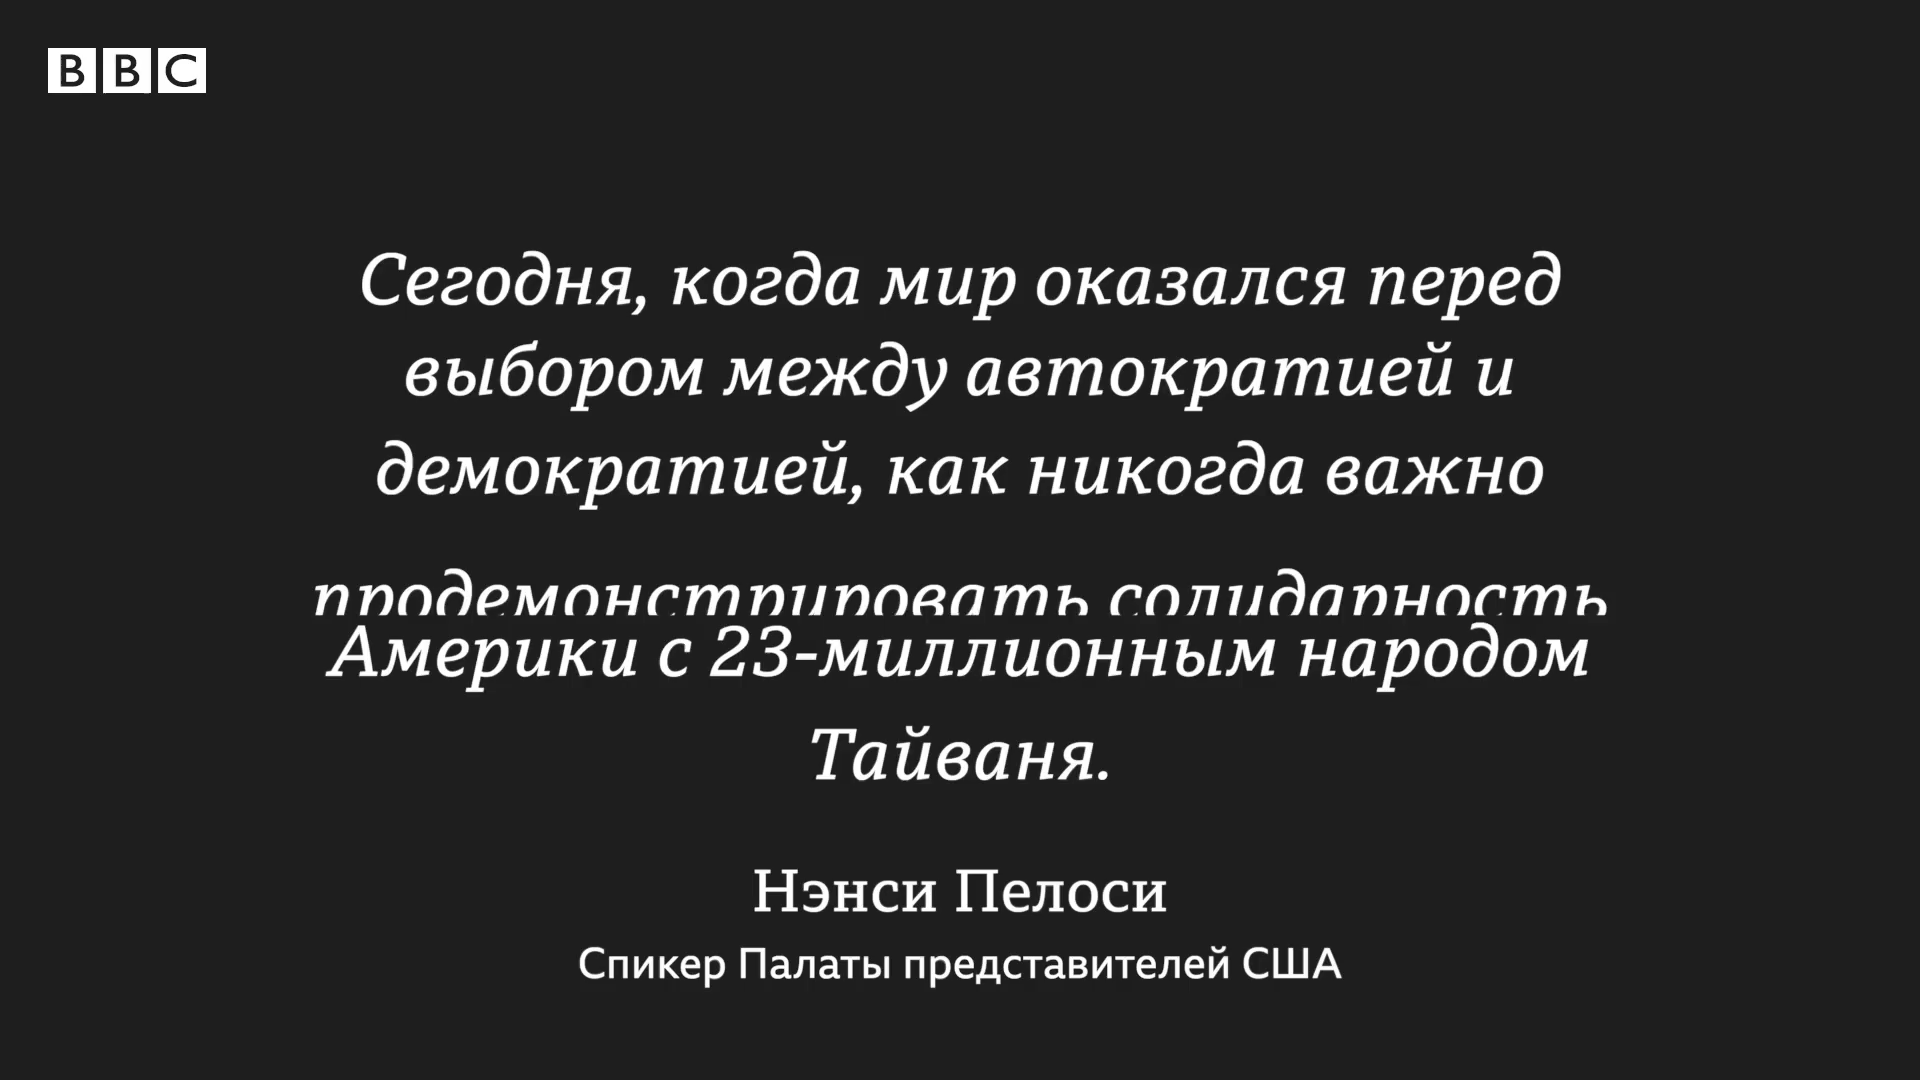 BBC
Сегодня, когда мир оказался перед
выбором между автократией и
демократией, как никогда важно
продемонстрировать солидарность
Америки с 23-миллионным народом
Тайваня.
Нэнси Пелоси
Спикер Палаты представителей США